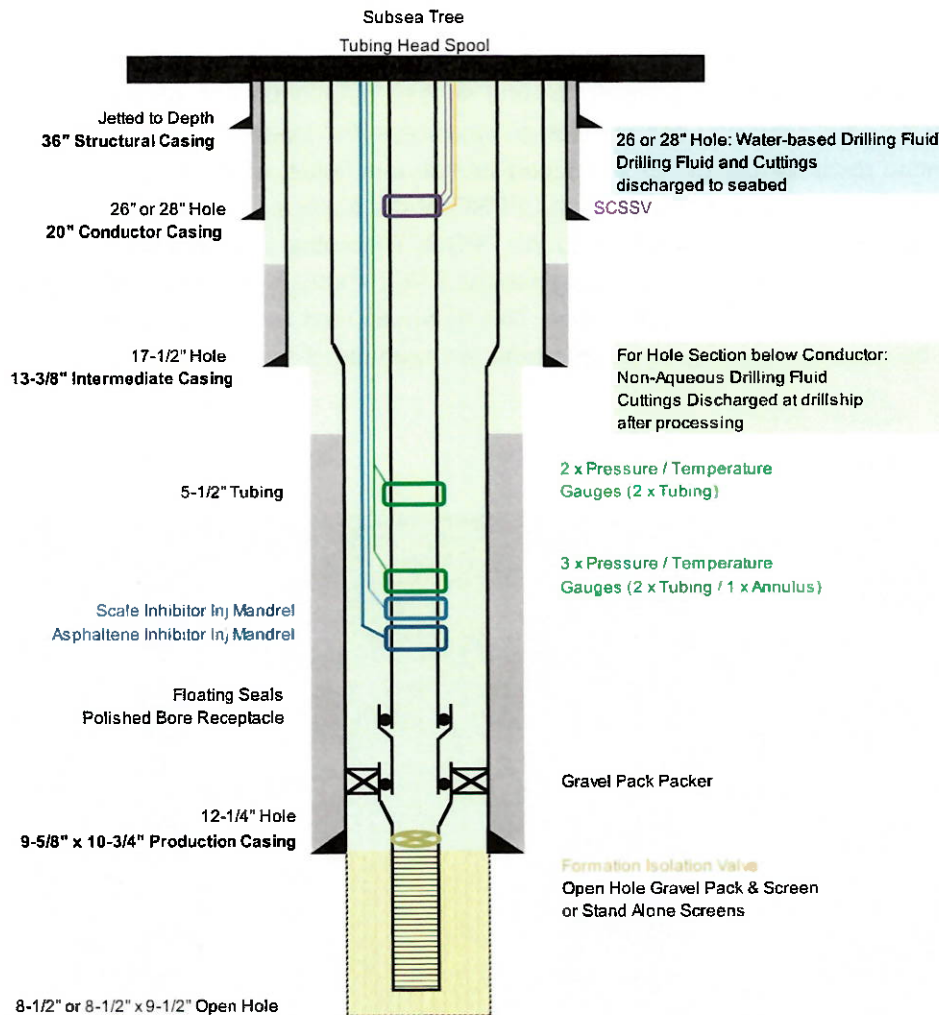 Subsea Tree
Tubing Head Spool
Jetted to Depth
36" Structural Casing
26 or 28" Hole: Water-based Drilling Fluid
Drilling Fluid and Cuttings
discharged to seabed
26" or 28" Hole
20" Conductor Casing
SCSSV
17-1/2" Hole
13-3/8" Intermediate Casing
For Hole Section below Conductor:
Non-Aqueous Drilling Fluid
Cuttings Discharged at drillship
after processing
5-1/2" Tubing
2 x Pressure / Temperature
Gauges (2 x Tubing)
3 x Pressure / Temperature
Gauges (2 x Tubing / 1 x Annulus)
Scale Inhibitor Inj Mandrel
Asphaltene Inhibitor Inj Mandrel
Floating Seals
Polished Bore Receptacle
Gravel Pack Packer
12-1/4" Hole
9-5/8" x 10-3/4" Production Casing
Formation Isolation Valve
Open Hole Gravel Pack & Screen
or Stand Alone Screens
8-1/2" or 8-1/2" x 9-1/2" Open Hole